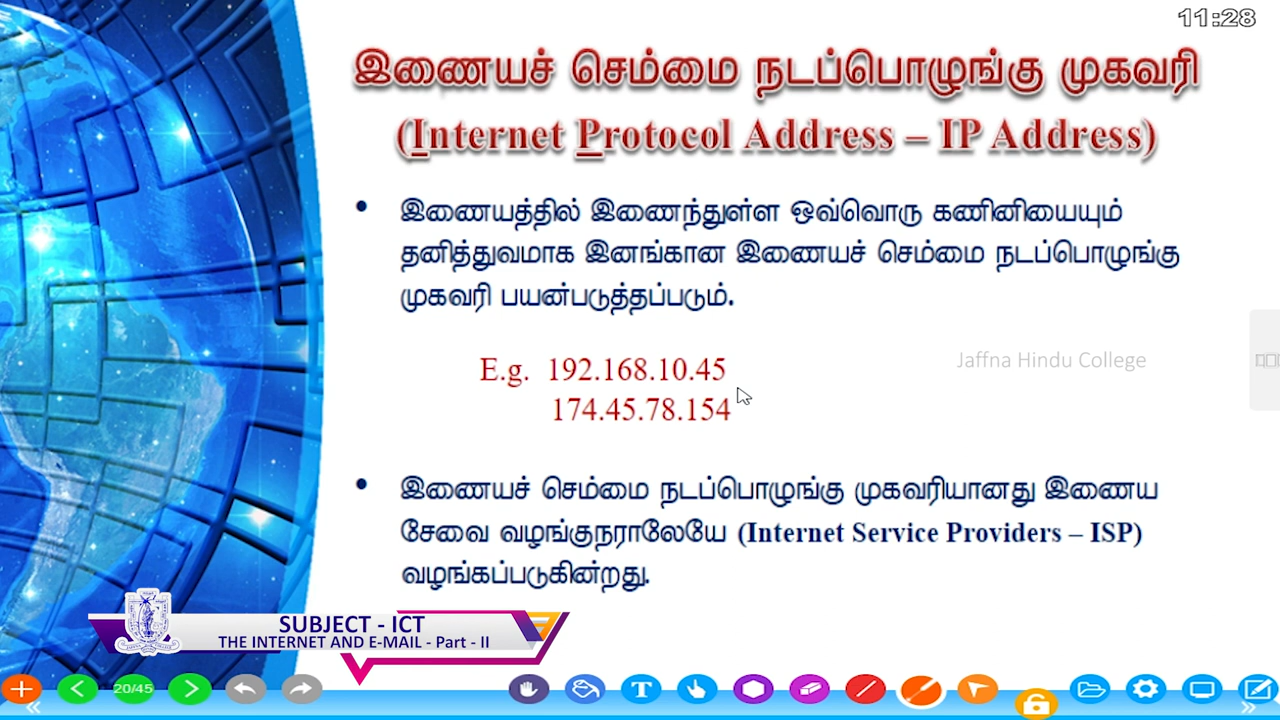 11:28
இணையச் செம்மை நடப்பொழுங்கு முகவரி
(Internet Protocol Address – IP Address)
• இணையத்தில் இணைந்துள்ள ஒவ்வொரு கணினியையும்
தனித்துவமாக இனங்கான இணையச் செம்மை நடப்பொழுங்கு
முகவரி பயன்படுத்தப்படும்.
E.g. 192.168.10.45
174.45.78.154
Jaffna Hindu College
• இணையச் செம்மை நடப்பொழுங்கு முகவரியானது இணைய
சேவை வழங்குநராலேயே (Internet Service Providers – ISP)
வழங்கப்படுகின்றது.
SUBJECT - ICT
THE INTERNET AND E-MAIL - Part - II
20/45